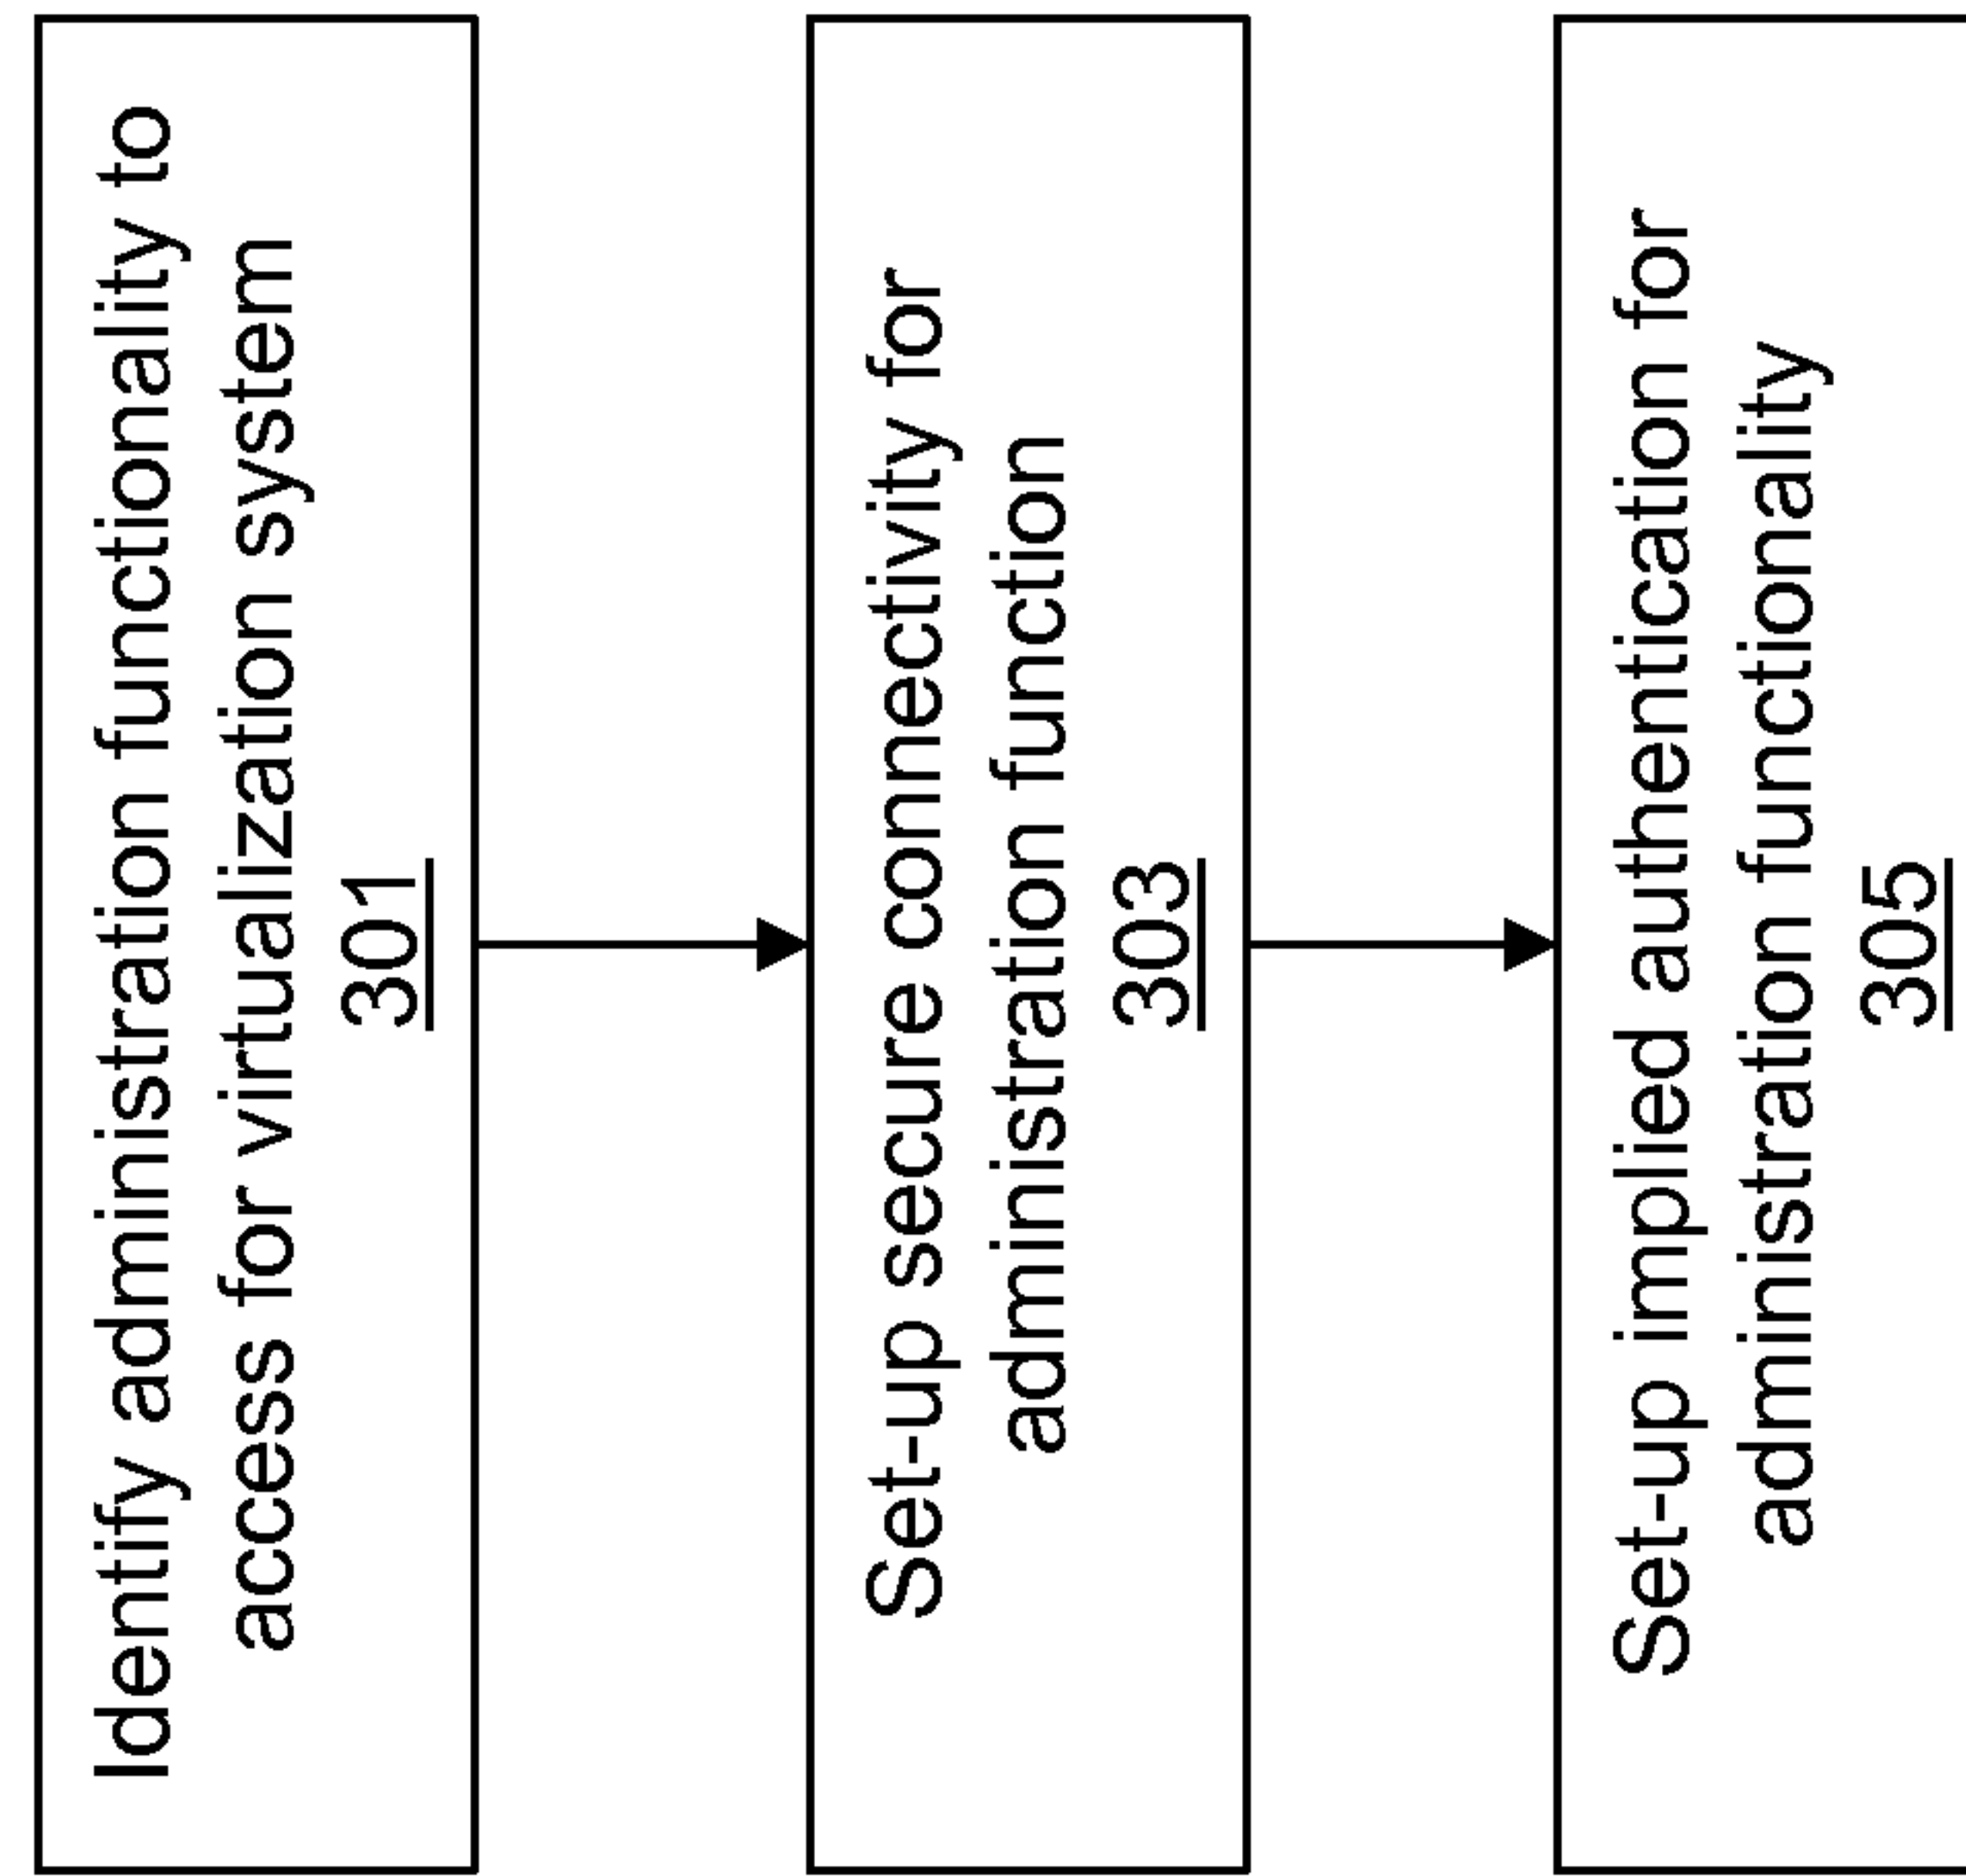 Identify administration functionality to
access for virtualization system
301
Set-up secure connectivity for
administration function
303
Set-up implied authentication for
administration functionality
305